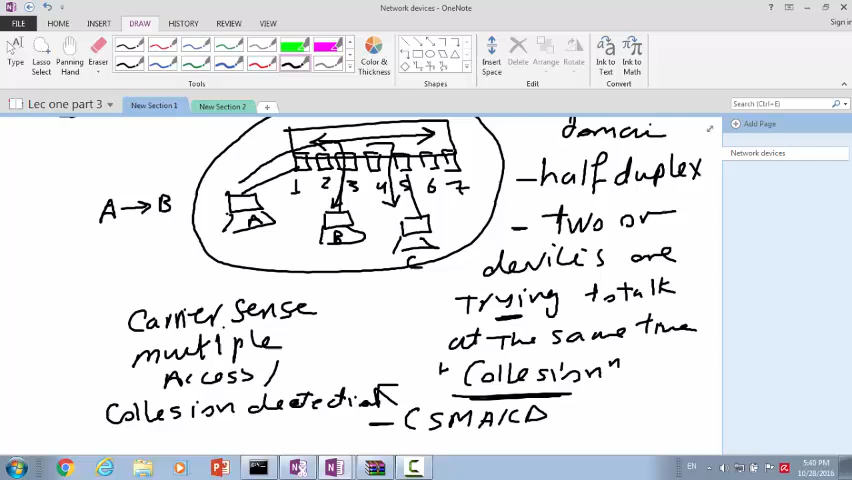 Network devices - OneNote
FILE HOME INSERT DRAW HISTORY REVIEW VIEW
Sign in
Type Lasso Select Panning Hand Eraser Color & Thickness Insert Space Delete Arrange Rotate Ink to Text Ink to Math
Tools Shapes Edit Convert
Lec one part 3 New Section 1 New Section 2 + Search (Ctrl+E)
Add Page
Network devices
domain
1 2 3 4 5 6 7
- half duplex
A → B
A
B
C
- two or
devices are
trying to talk
at the same time
"Collesion"
- CSMA/CD
Carrier sense
multiple
Access /
Collesion detection
EN
5:40 PM
10/28/2016